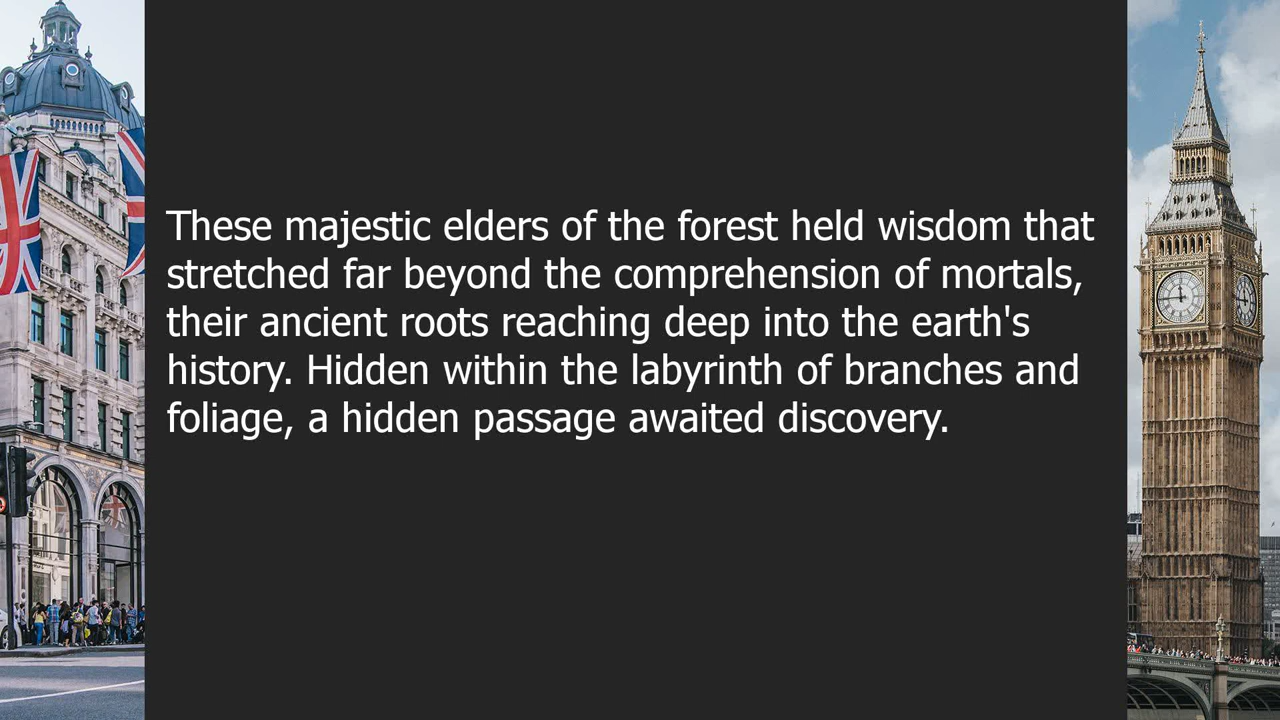 These majestic elders of the forest held wisdom that
stretched far beyond the comprehension of mortals,
their ancient roots reaching deep into the earth's
history. Hidden within the labyrinth of branches and
foliage, a hidden passage awaited discovery.